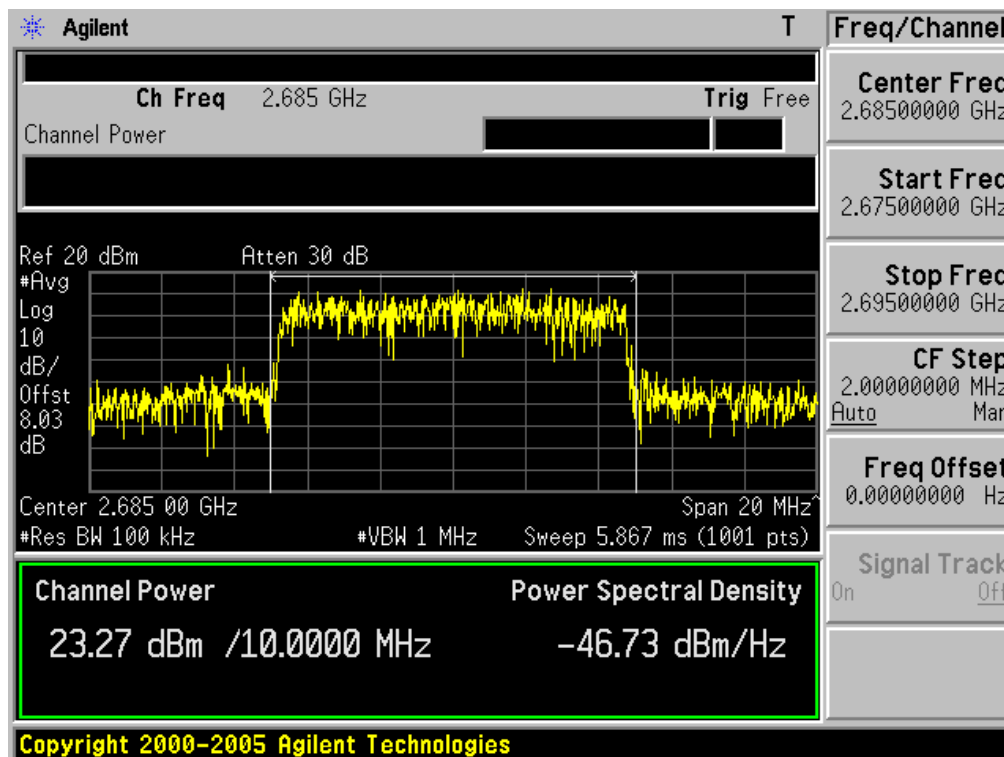 Agilent T
Freq/Channel
Ch Freq 2.685 GHz Trig Free
Channel Power
Ref 20 dBm Atten 30 dB
#Avg
Log
10
dB/
Offst
8.03
dB
Center 2.685 00 GHz Span 20 MHz^
#Res BW 100 kHz #VBW 1 MHz Sweep 5.867 ms (1001 pts)
Channel Power Power Spectral Density
23.27 dBm /10.0000 MHz -46.73 dBm/Hz
Copyright 2000-2005 Agilent Technologies
Center Freq
2.68500000 GHz
Start Freq
2.67500000 GHz
Stop Freq
2.69500000 GHz
CF Step
2.00000000 MHz
Auto Man
Freq Offset
0.00000000 Hz
Signal Track
On Off